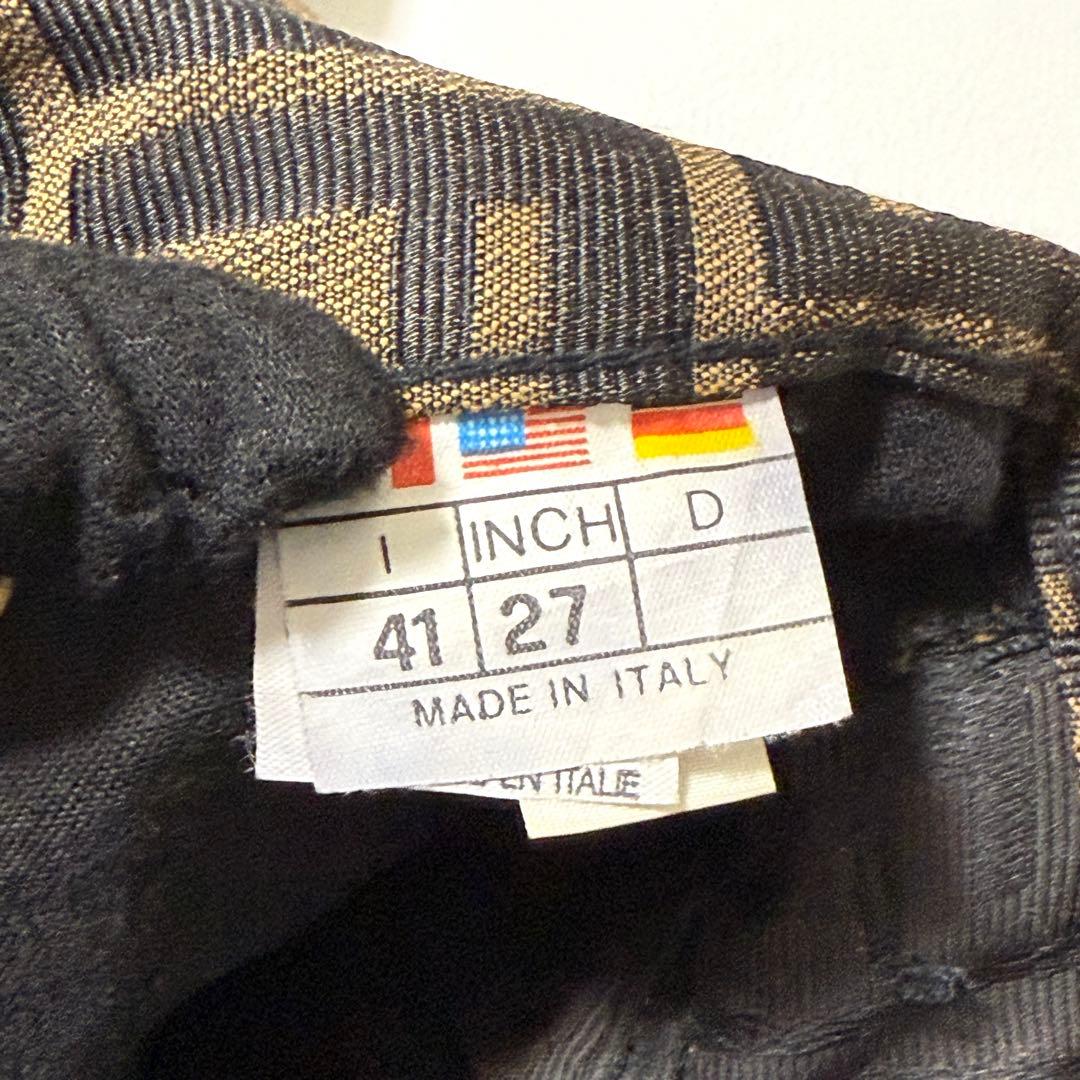 I INCH D
41 27
MADE IN ITALY
EN ITALIE